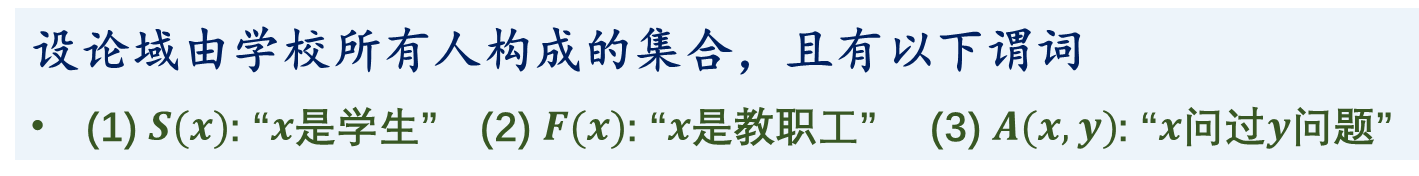 设论域由学校所有人构成的集合，且有以下谓词
• (1) S(x): “x是学生” (2) F(x): “x是教职工” (3) A(x, y): “x问过y问题”